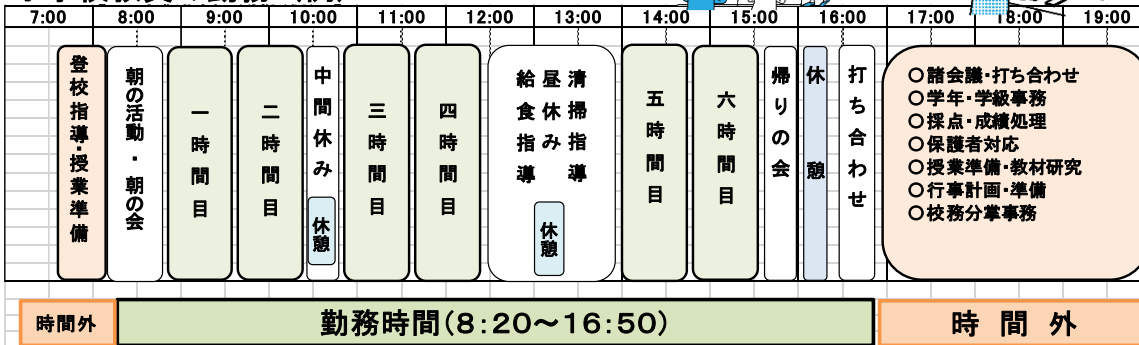 7:00 8:00 9:00 10:00 11:00 12:00 13:00 14:00 15:00 16:00 17:00 18:00 19:00
登校指導・授業準備
朝の活動・朝の会
一時間目
二時間目
中間休み
休憩
三時間目
四時間目
清掃指導
昼休み
給食指導
休憩
五時間目
六時間目
帰りの会
休憩
打ち合わせ
○諸会議・打ち合わせ
○学年・学級事務
○採点・成績処理
○保護者対応
○授業準備・教材研究
○行事計画・準備
○校務分掌事務
時間外
勤務時間(8:20～16:50)
時間外